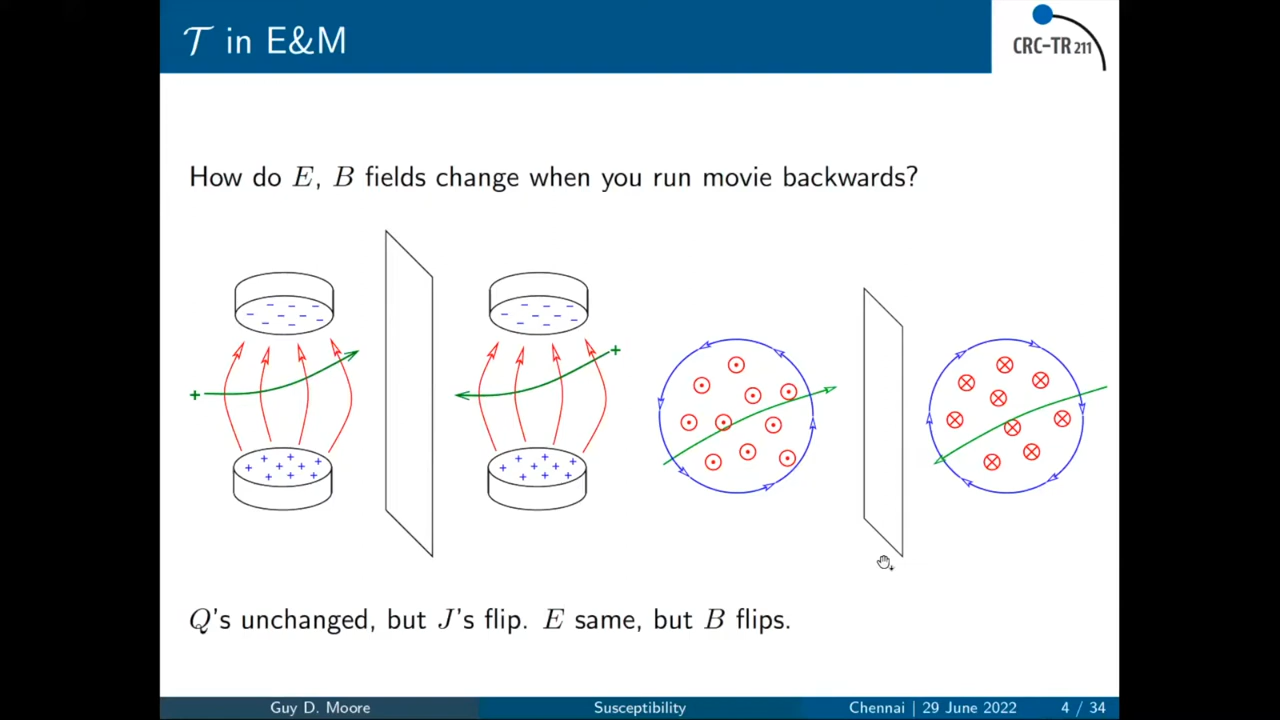 𝒯 in E&M
CRC-TR 211
How do E, B fields change when you run movie backwards?
Q's unchanged, but J's flip. E same, but B flips.
Guy D. Moore
Susceptibility
Chennai | 29 June 2022 4 / 34